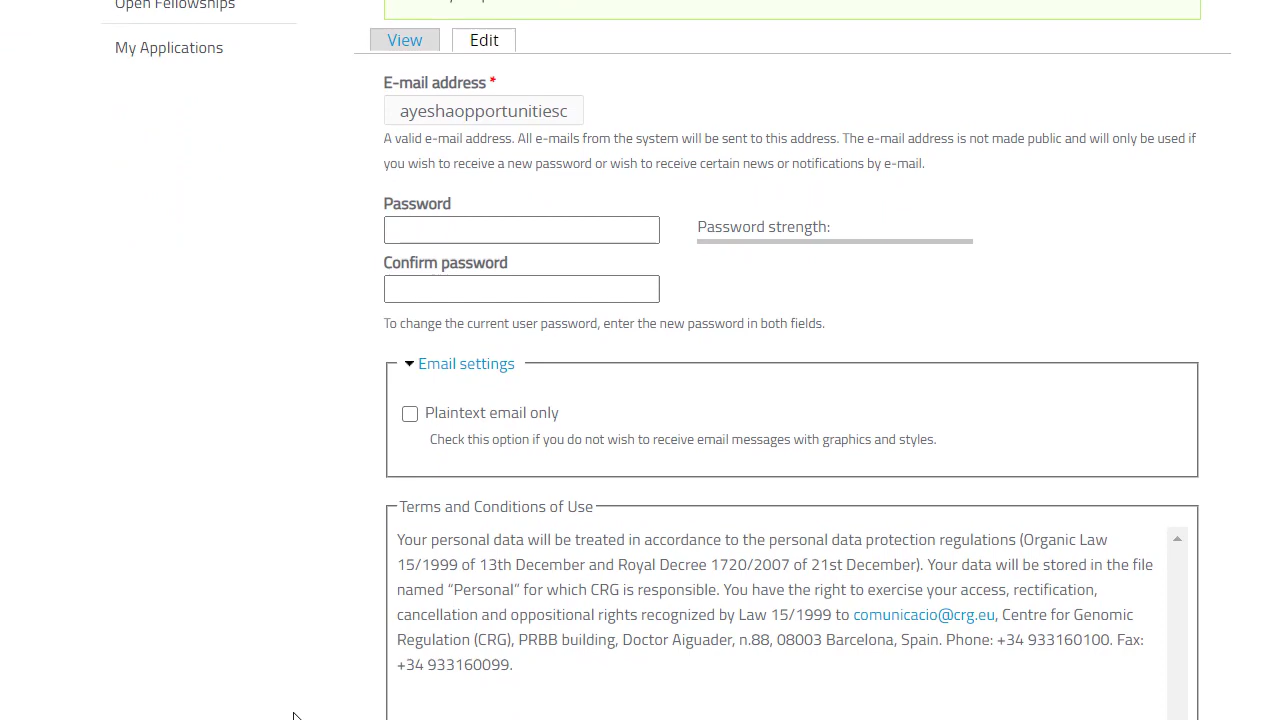 Open Fellowships
My Applications
View
Edit
E-mail address *
ayeshaopportunitiesc
A valid e-mail address. All e-mails from the system will be sent to this address. The e-mail address is not made public and will only be used if
you wish to receive a new password or wish to receive certain news or notifications by e-mail.
Password
Password strength:
Confirm password
To change the current user password, enter the new password in both fields.
Email settings
Plaintext email only
Check this option if you do not wish to receive email messages with graphics and styles.
Terms and Conditions of Use
Your personal data will be treated in accordance to the personal data protection regulations (Organic Law
15/1999 of 13th December and Royal Decree 1720/2007 of 21st December). Your data will be stored in the file
named “Personal” for which CRG is responsible. You have the right to exercise your access, rectification,
cancellation and oppositional rights recognized by Law 15/1999 to comunicacio@crg.eu, Centre for Genomic
Regulation (CRG), PRBB building, Doctor Aiguader, n.88, 08003 Barcelona, Spain. Phone: +34 933160100. Fax:
+34 933160099.